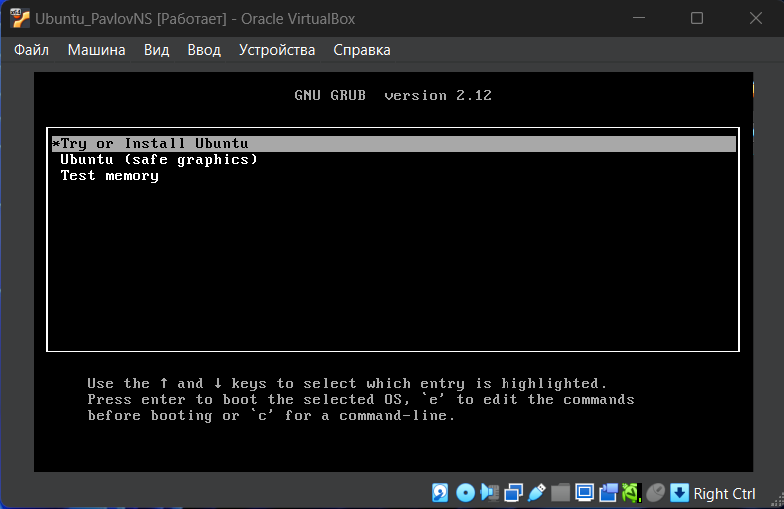 Ubuntu_PavlovNS [Работает] - Oracle VirtualBox
Файл Машина Вид Ввод Устройства Справка
GNU GRUB version 2.12
*Try or Install Ubuntu
Ubuntu (safe graphics)
Test memory
Use the ↑ and ↓ keys to select which entry is highlighted.
Press enter to boot the selected OS, `e' to edit the commands
before booting or `c' for a command-line.
Right Ctrl